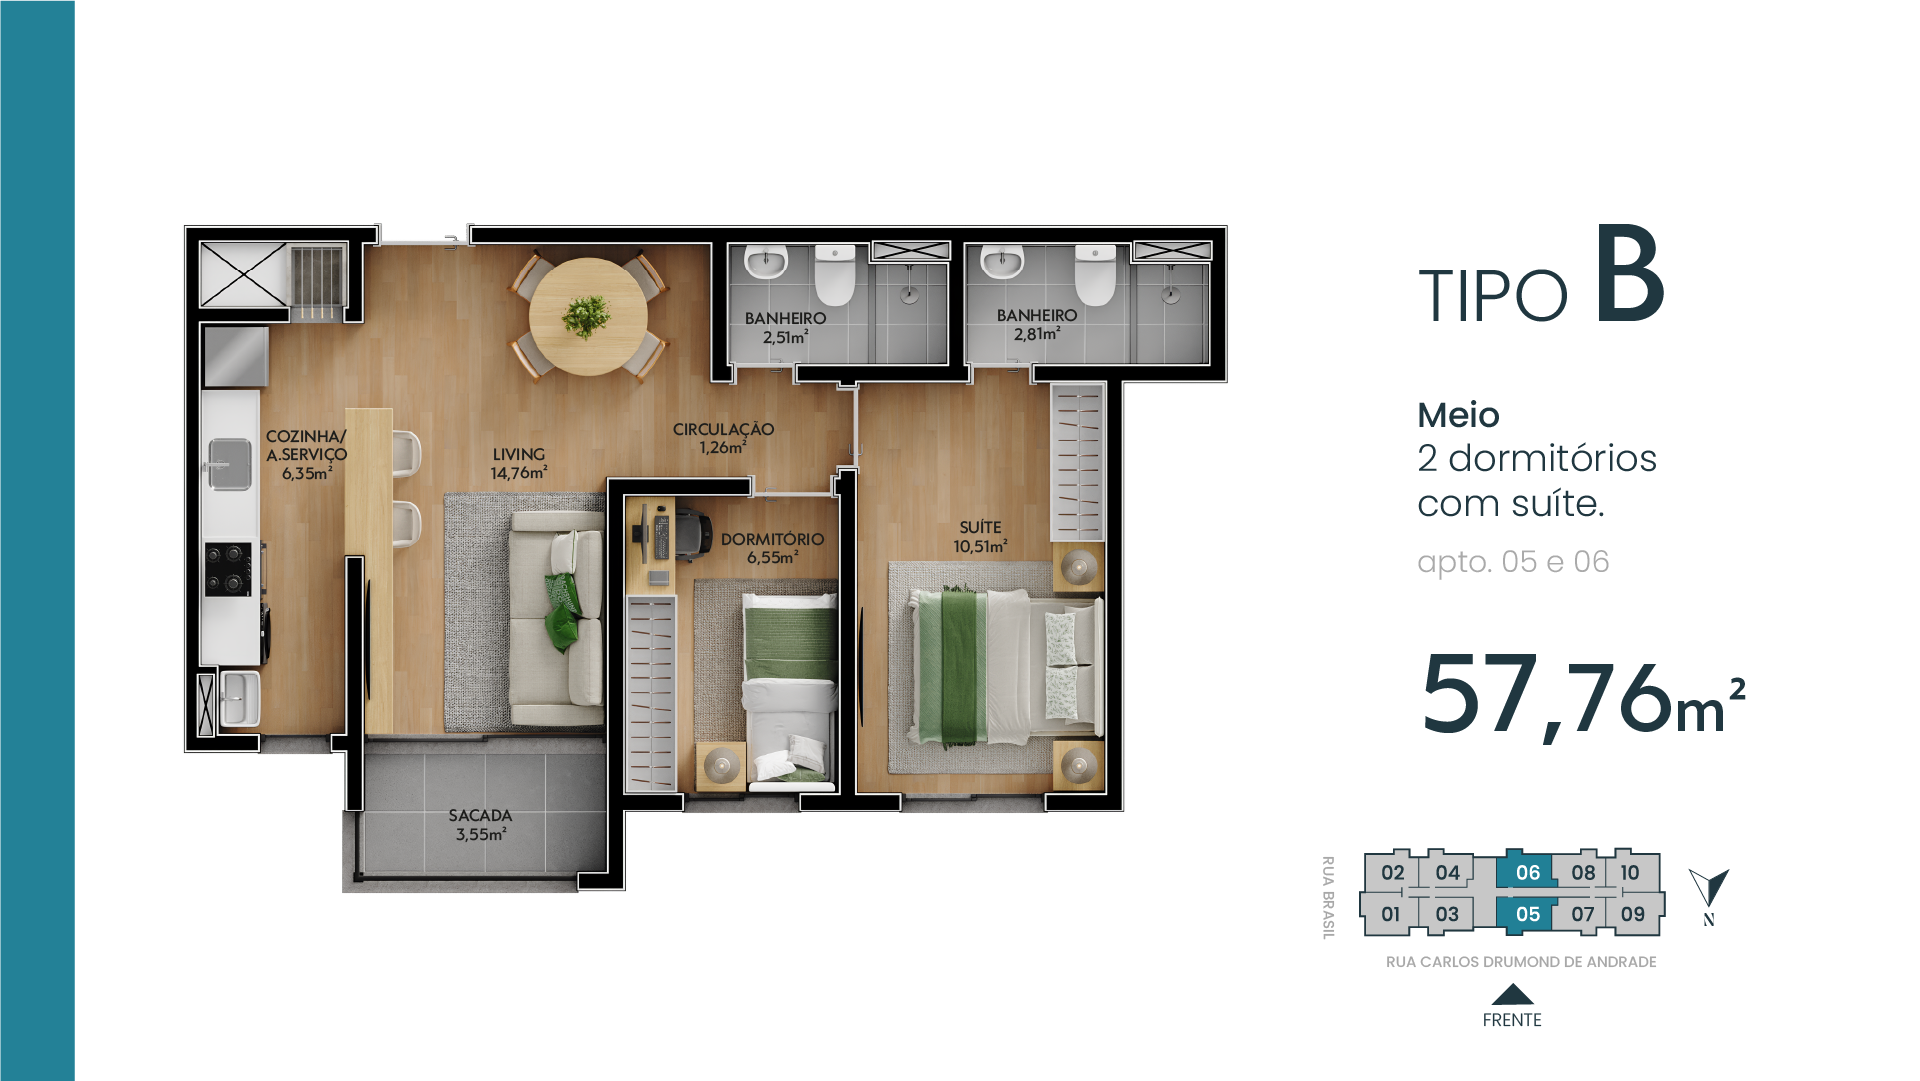 BANHEIRO
2,51m²
BANHEIRO
2,81m²
COZINHA/
A.SERVIÇO
6,35m²
LIVING
14,76m²
CIRCULAÇÃO
1,26m²
DORMITÓRIO
6,55m²
SUÍTE
10,51m²
SACADA
3,55m²
TIPO B
Meio
2 dormitórios
com suíte.
apto. 05 e 06
57,76m²
RUA BRASIL
02 04 06 08 10
01 03 05 07 09
N
RUA CARLOS DRUMOND DE ANDRADE
FRENTE